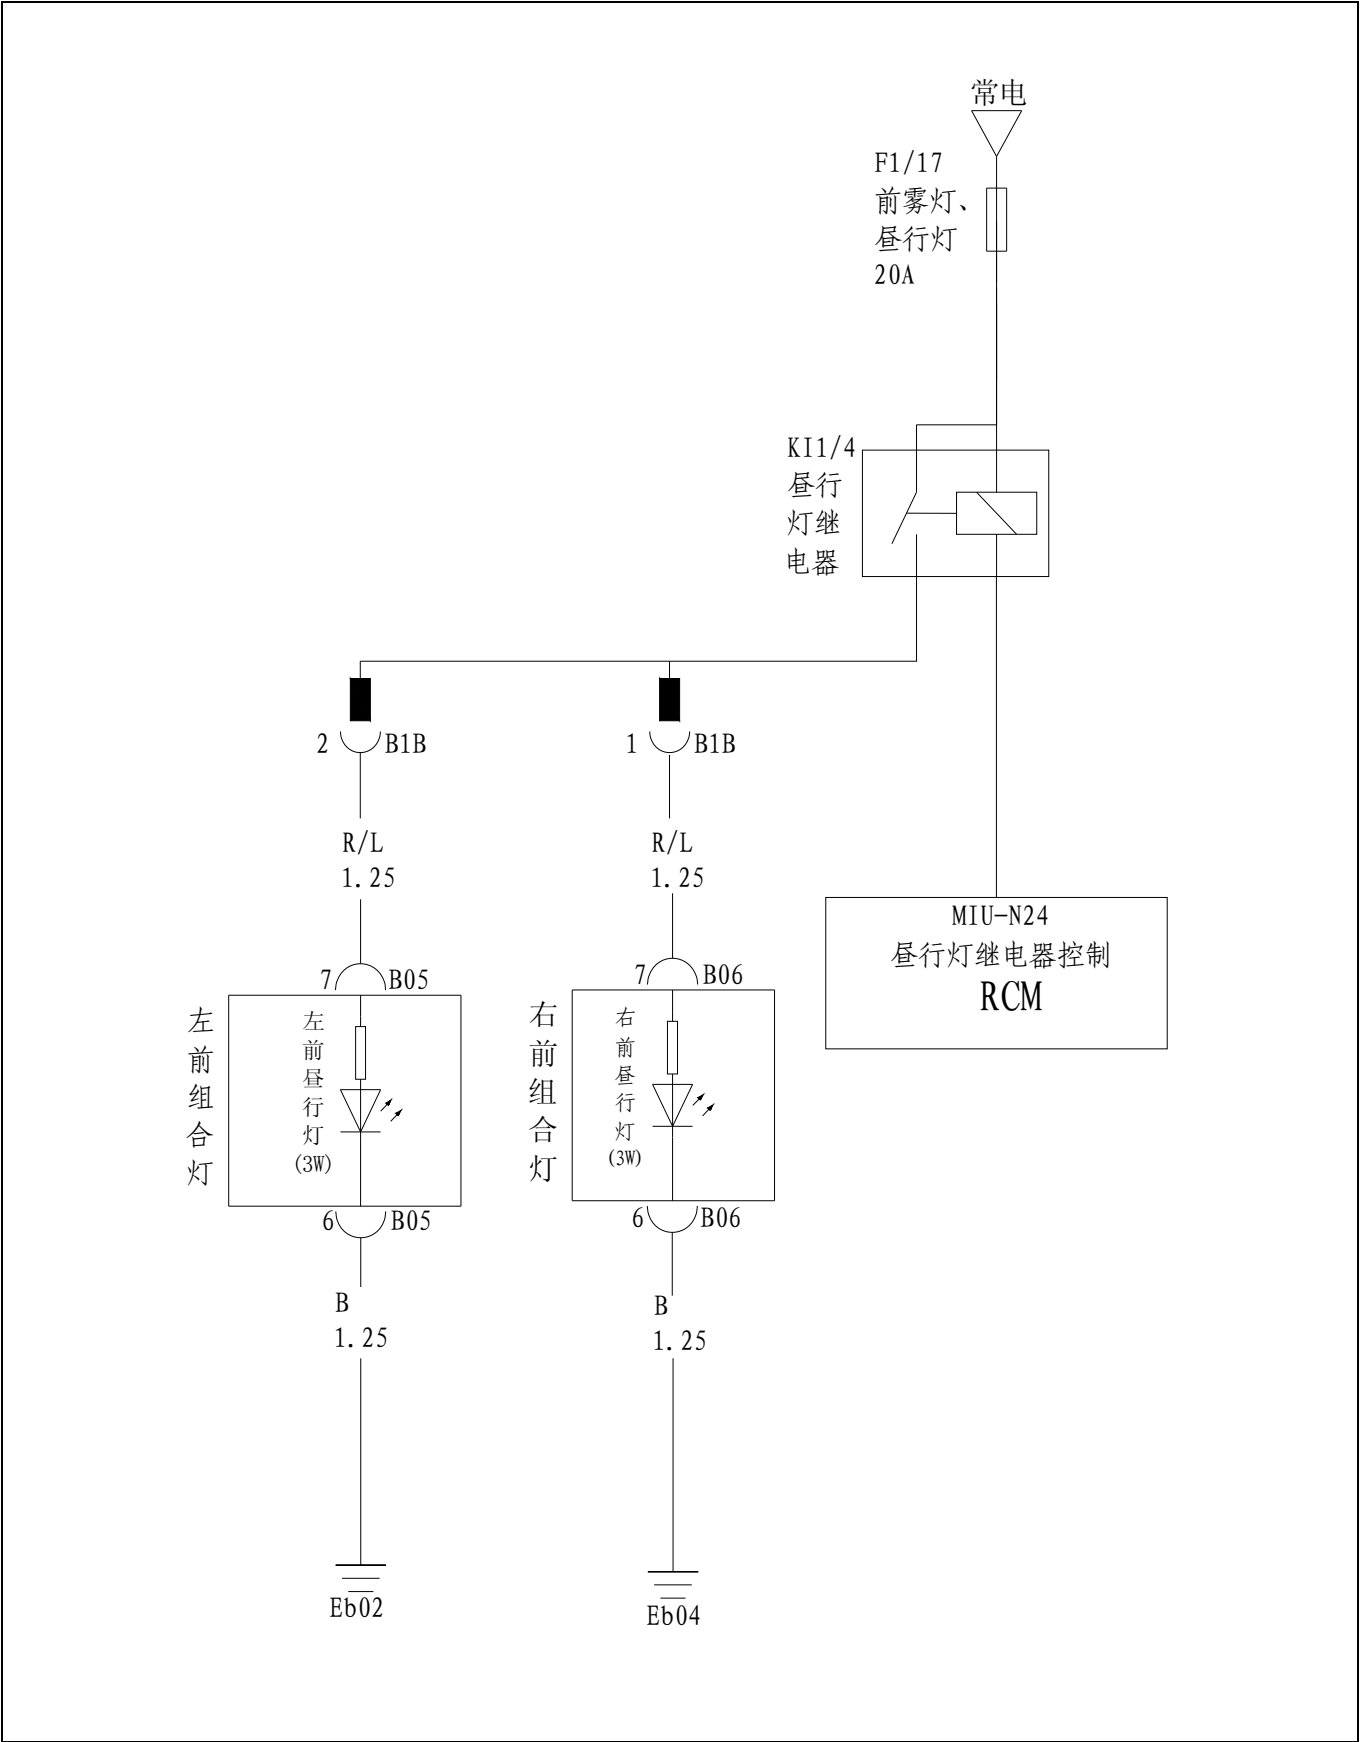 常电
F1/17
前雾灯、
昼行灯
20A
KI1/4
昼行
灯继
电器
2
B1B
1
B1B
R/L
1.25
R/L
1.25
MIU-N24
昼行灯继电器控制
RCM
7
B05
7
B06
左前组合灯
左前昼行灯
(3W)
右前组合灯
右前昼行灯
(3W)
6
B05
6
B06
B
1.25
B
1.25
Eb02
Eb04